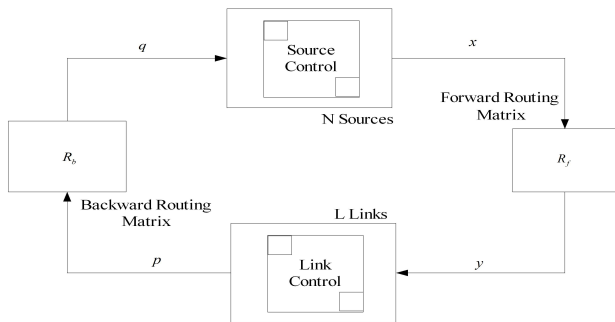 q
Source
Control
x
N Sources
Forward Routing
Matrix
R_b
R_f
Backward Routing
Matrix
L Links
p
Link
Control
y